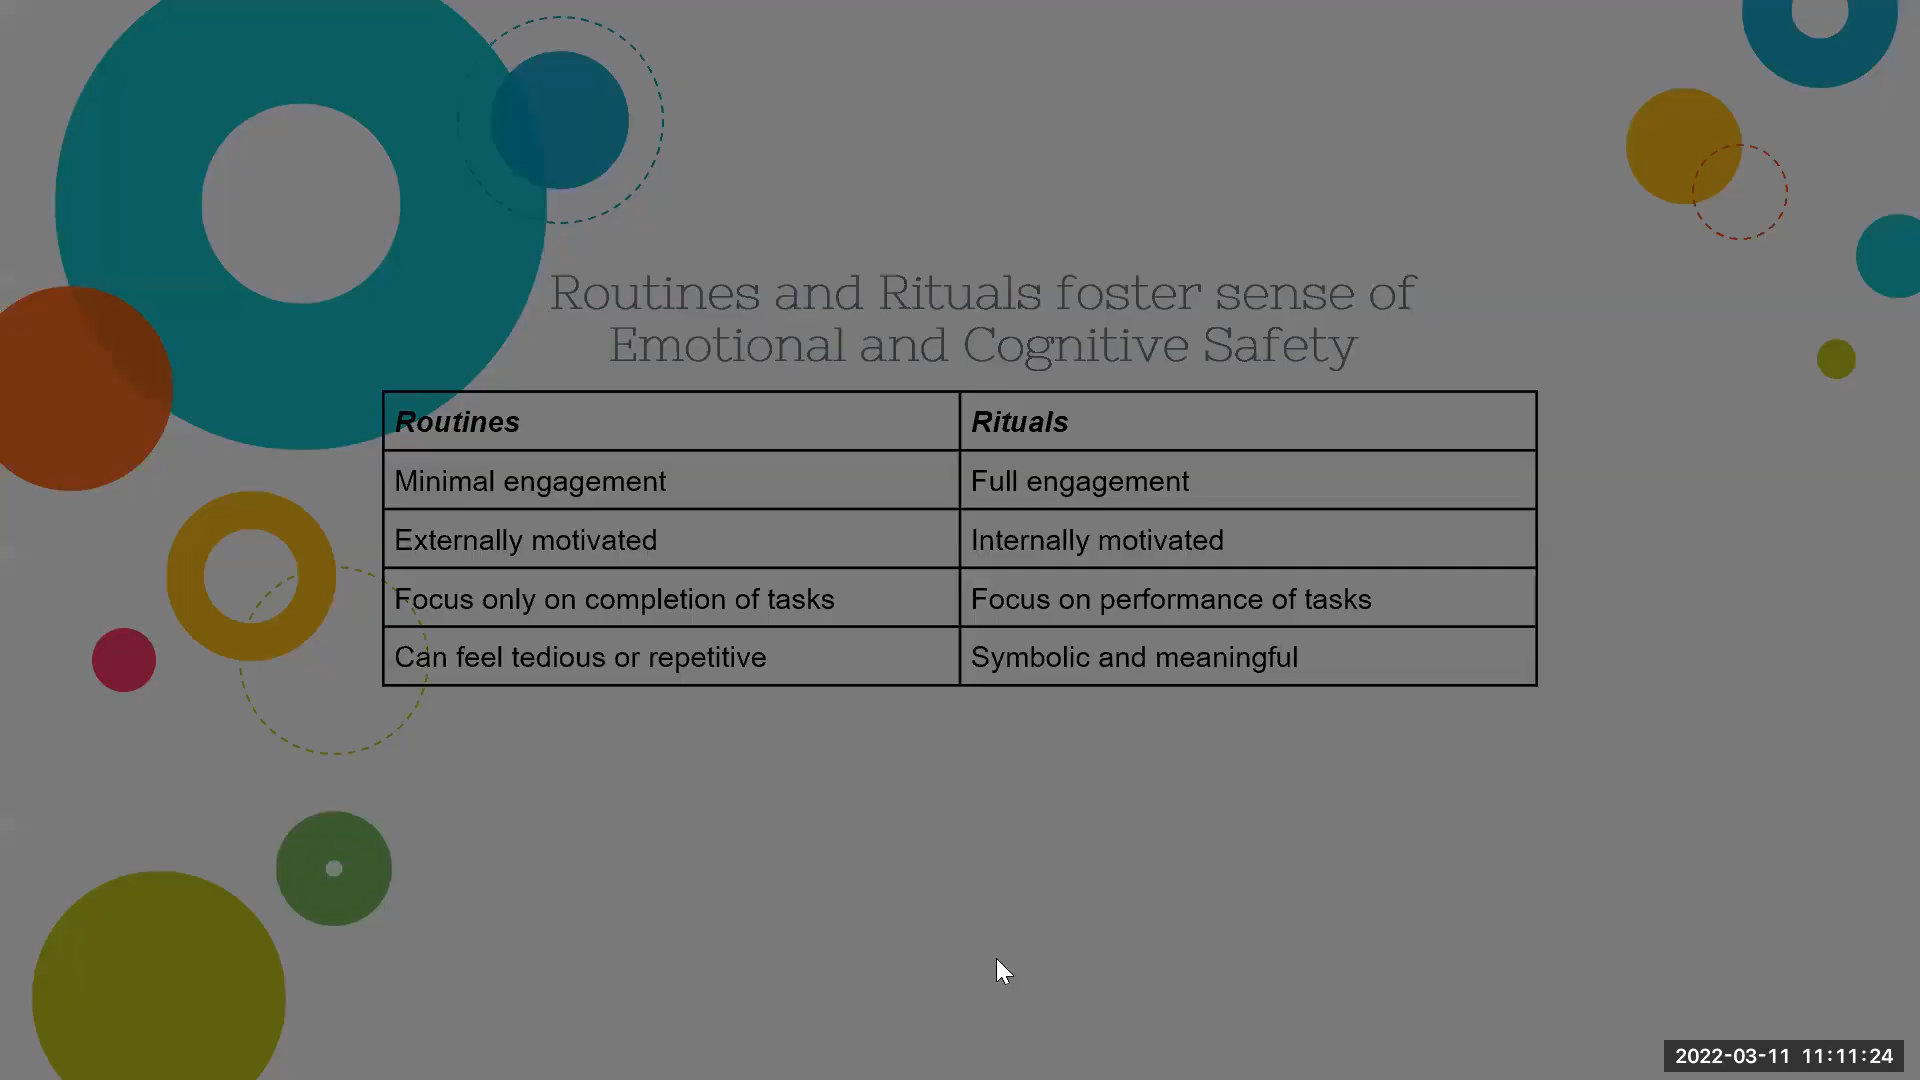 Routines and Rituals foster sense of
Emotional and Cognitive Safety
Routines Rituals
Minimal engagement Full engagement
Externally motivated Internally motivated
Focus only on completion of tasks Focus on performance of tasks
Can feel tedious or repetitive Symbolic and meaningful
2022-03-11 11:11:24